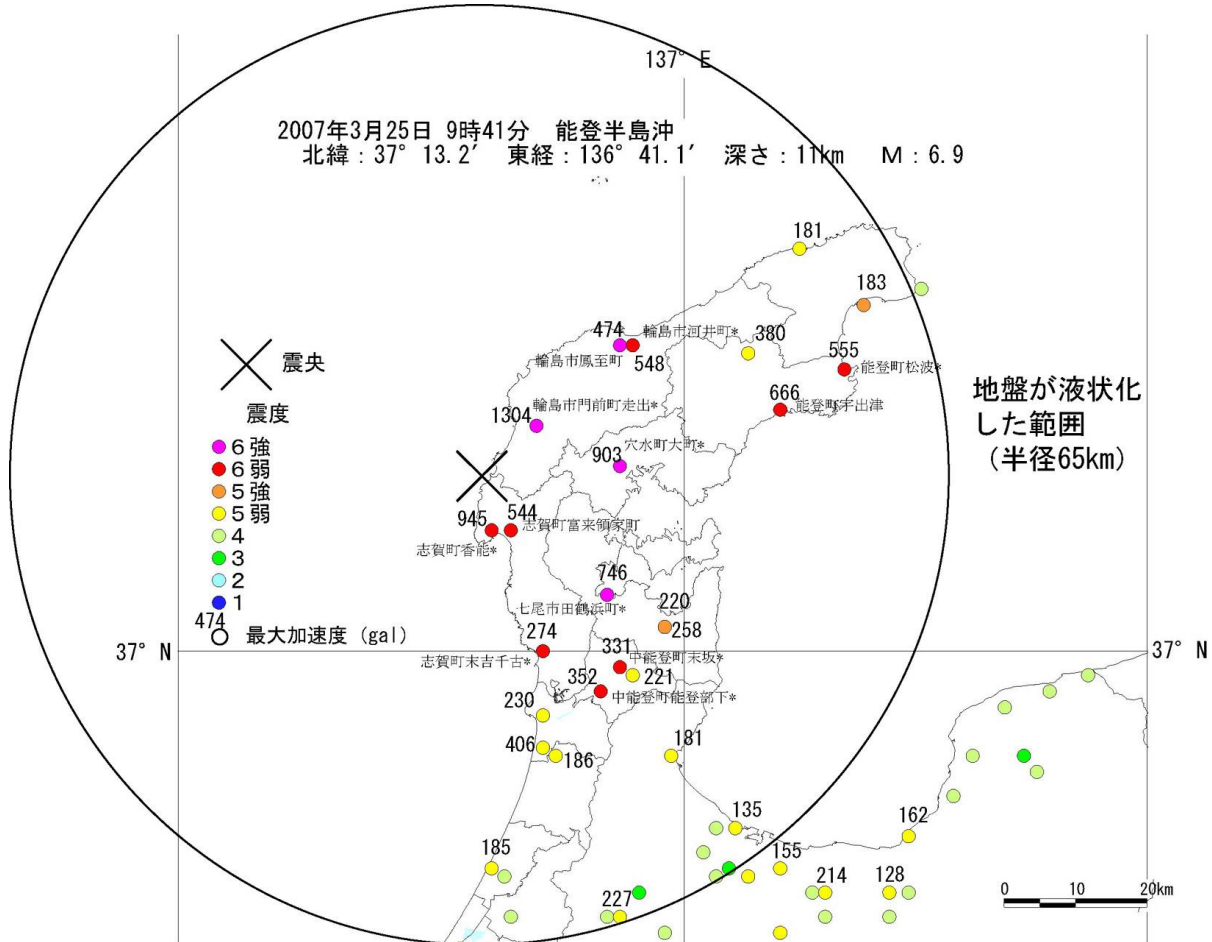 137° E
2007年3月25日 9時41分 能登半島沖
北緯：37° 13.2′ 東経：136° 41.1′ 深さ：11km M：6.9
181
183
474
輪島市河井町*
380
輪島市鳳至町
548
555
能登町松波*
震央
666
能登町宇出津
地盤が液状化
した範囲
（半径65km）
輪島市門前町走出*
1304
震度
穴水町大町*
903
6強
6弱
5強
5弱
4
3
2
1
474
最大加速度（gal）
945
544
志賀町富来領家町
志賀町香能*
746
七尾市田鶴浜町*
220
258
274
37° N
志賀町末吉千古*
331
中能登町末坂*
37° N
221
352
中能登町能登部下*
230
406
186
181
135
162
185
155
214
128
227
0 10 20km